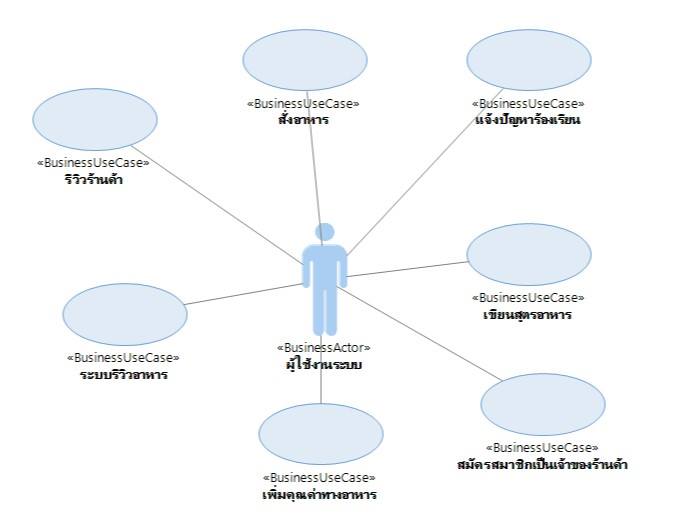 «BusinessUseCase»
สั่งอาหาร
«BusinessUseCase»
แจ้งปัญหาร้องเรียน
«BusinessUseCase»
รีวิวร้านค้า
«BusinessUseCase»
เขียนสูตรอาหาร
«BusinessActor»
ผู้ใช้งานระบบ
«BusinessUseCase»
ระบบรีวิวอาหาร
«BusinessUseCase»
สมัครสมาชิกเป็นเจ้าของร้านค้า
«BusinessUseCase»
เพิ่มคุณค่าทางอาหาร